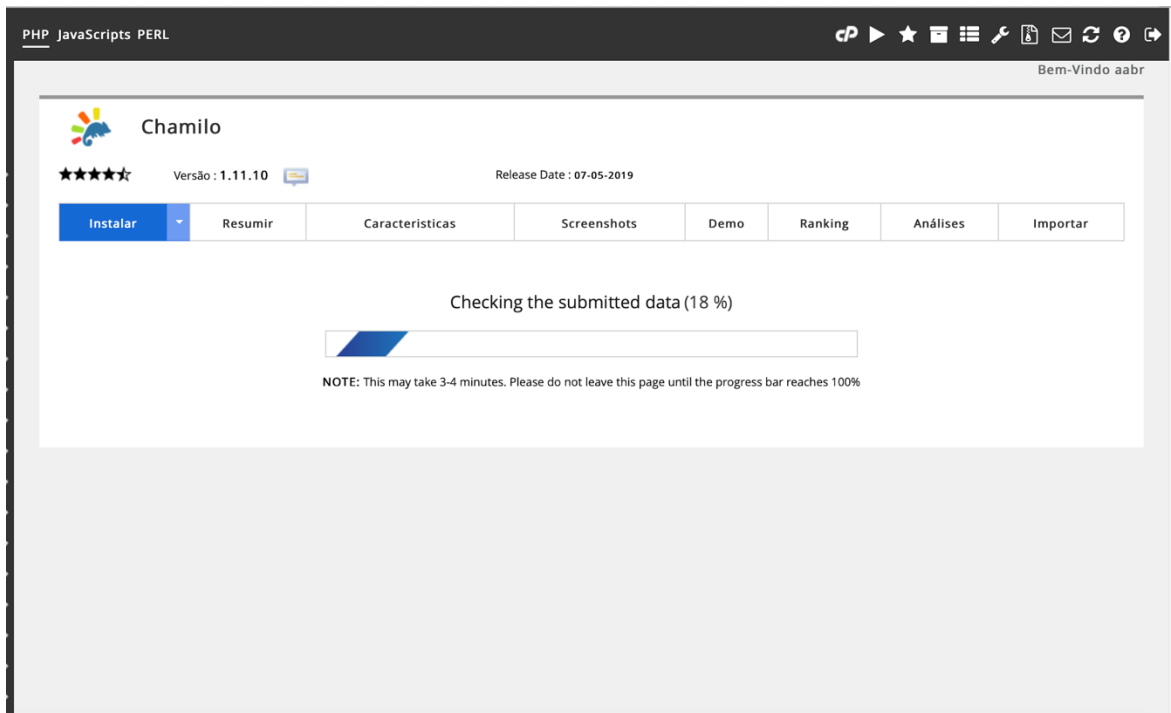 PHP JavaScripts PERL
Bem-Vindo aabr
Chamilo
Versão : 1.11.10
Release Date : 07-05-2019
Instalar Resumir Caracteristicas Screenshots Demo Ranking Análises Importar
Checking the submitted data (18 %)
NOTE: This may take 3-4 minutes. Please do not leave this page until the progress bar reaches 100%